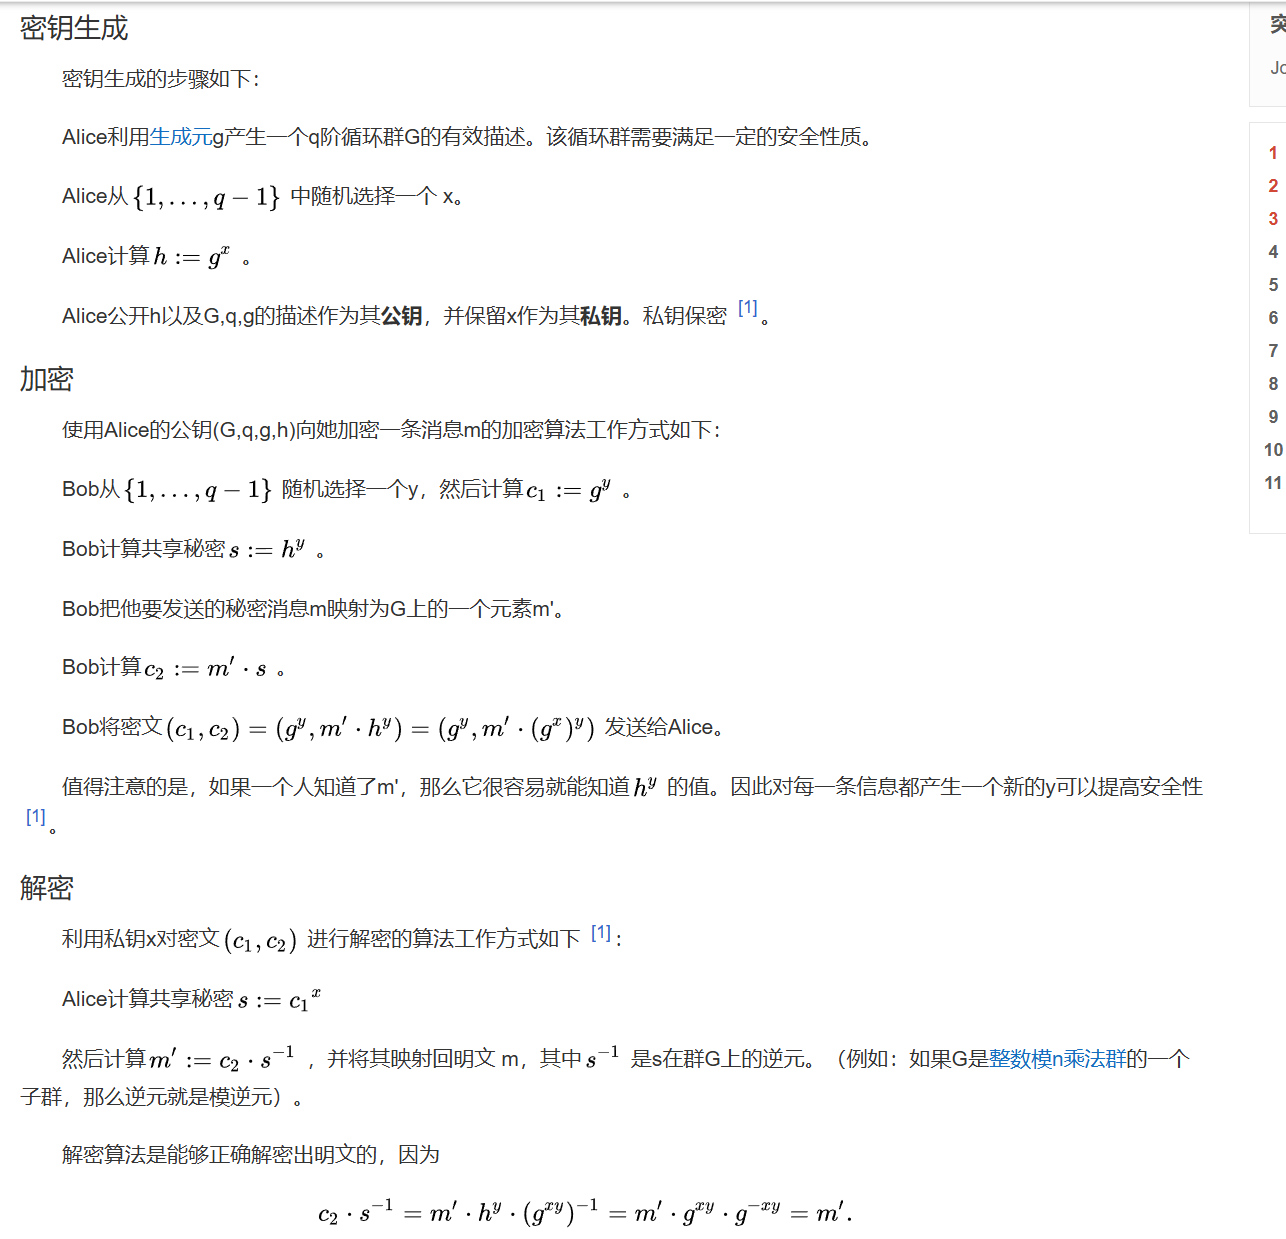 密钥生成
密钥生成的步骤如下：
Alice利用生成元g产生一个q阶循环群G的有效描述。该循环群需要满足一定的安全性质。
Alice从{1,...,q−1}中随机选择一个 x。
Alice计算h := g^x 。
Alice公开h以及G,q,g的描述作为其公钥，并保留x作为其私钥。私钥保密 [1] 。
加密
使用Alice的公钥(G,q,g,h)向她加密一条消息m的加密算法工作方式如下：
Bob从{1,...,q−1}随机选择一个y，然后计算c₁ := g^y 。
Bob计算共享秘密s := h^y 。
Bob把他要发送的秘密消息m映射为G上的一个元素m'。
Bob计算c₂ := m′ · s 。
Bob将密文(c₁, c₂) = (g^y, m′ · h^y) = (g^y, m′ · (g^x)^y) 发送给Alice。
值得注意的是，如果一个人知道了m'，那么它很容易就能知道h^y 的值。因此对每一条信息都产生一个新的y可以提高安全性
[1] 。
解密
利用私钥x对密文(c₁, c₂) 进行解密的算法工作方式如下 [1] ：
Alice计算共享秘密s := c₁^x
然后计算m′ := c₂ · s^−1 ，并将其映射回明文 m，其中s^−1 是s在群G上的逆元。（例如：如果G是整数模n乘法群的一个
子群，那么逆元就是模逆元）。
解密算法是能够正确解密出明文的，因为
c₂ · s^−1 = m′ · h^y · (g^xy)^−1 = m′ · g^xy · g^−xy = m′.
突
Jo
1
2
3
4
5
6
7
8
9
10
11